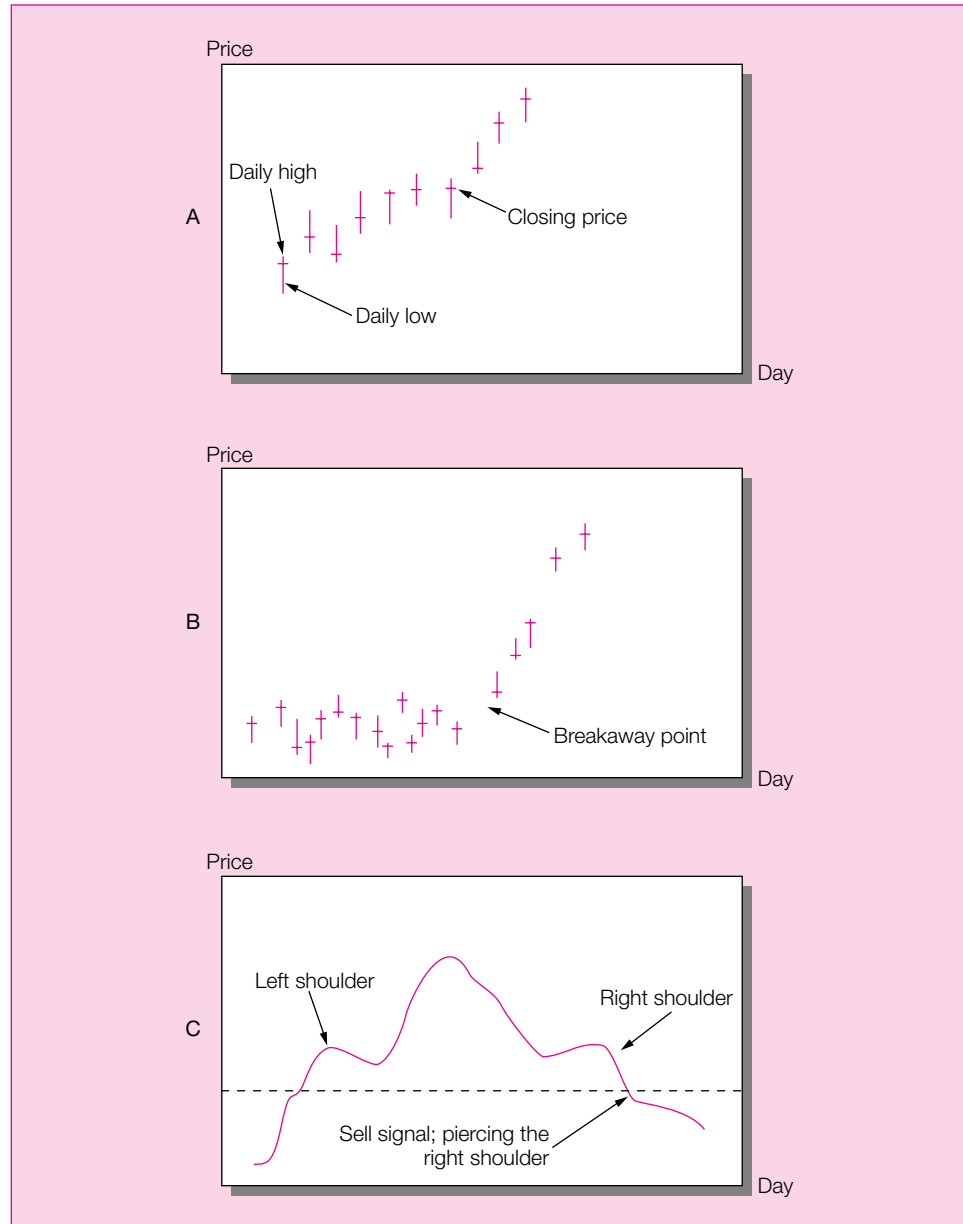 Price
Daily high
A
Closing price
Daily low
Day
Price
B
Breakaway point
Day
Price
Left shoulder
Right shoulder
C
Sell signal; piercing the
right shoulder
Day